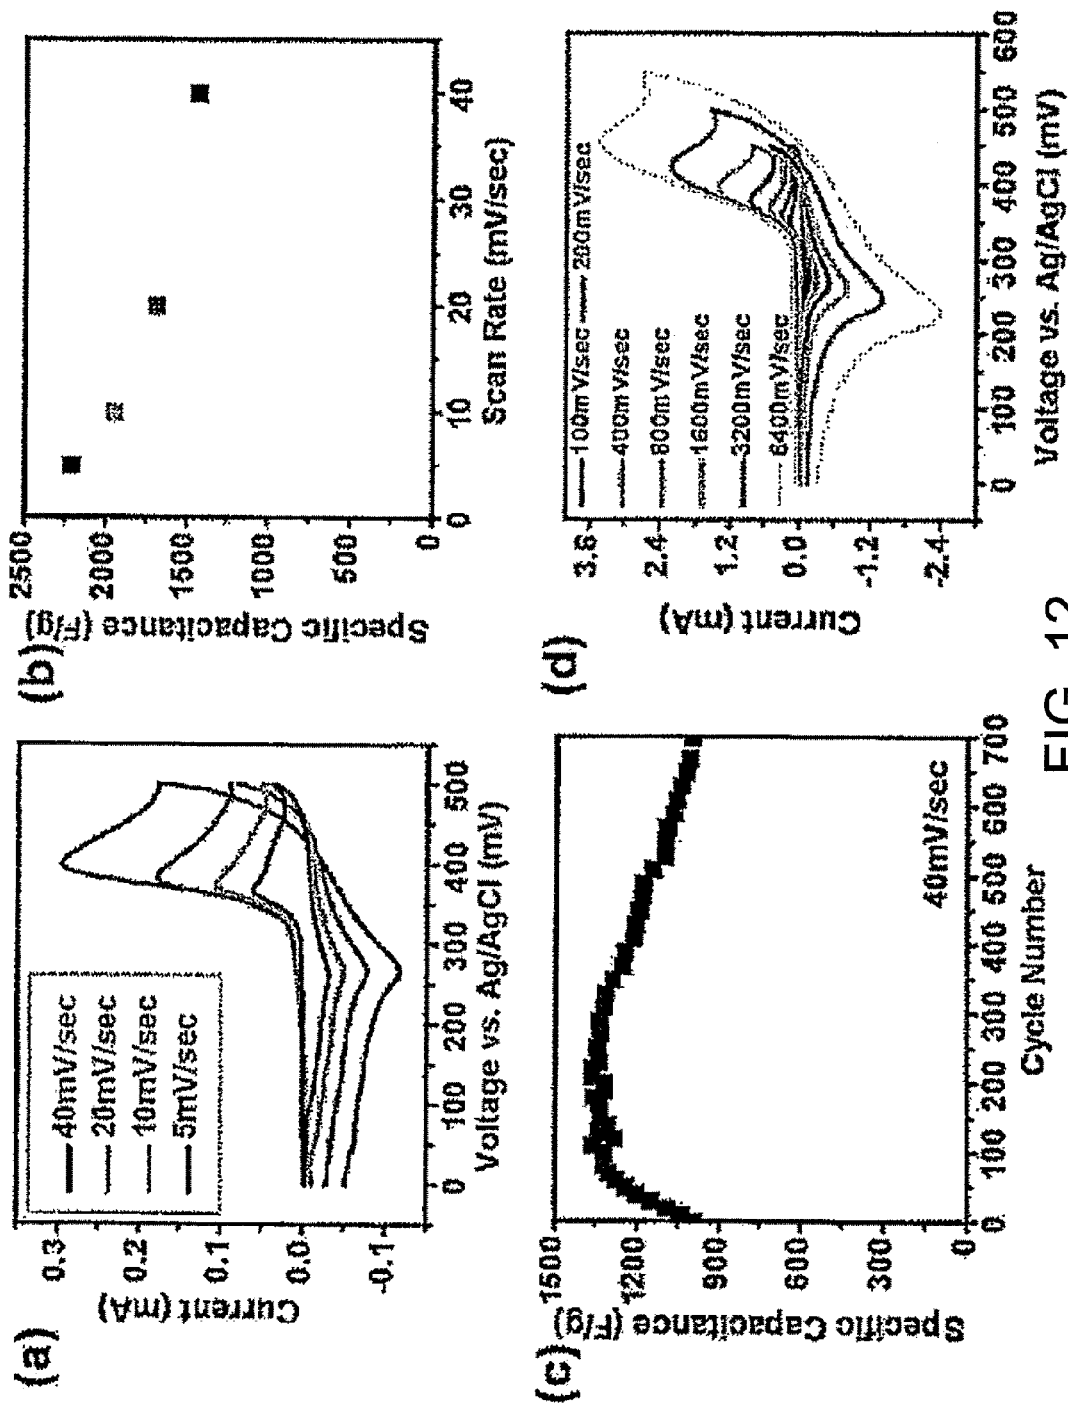 (a)
Current (mA)
0.3
0.2
0.1
0.0
-0.1
40mV/sec
20mV/sec
10mV/sec
5mV/sec
0 100 200 300 400 500
Voltage vs. Ag/AgCl (mV)
(b)
Specific Capacitance (F/g)
2500
2000
1500
1000
500
0
0 10 20 30 40
Scan Rate (mV/sec)
(c)
Specific Capacitance (F/g)
1500
1200
900
600
300
0
40mV/sec
0 100 200 300 400 500 600 700
Cycle Number
(d)
Current (mA)
3.6
2.4
1.2
0.0
-1.2
-2.4
100mV/sec 200mV/sec
400mV/sec
800mV/sec
1600mV/sec
3200mV/sec
6400mV/sec
0 100 200 300 400 500 600
Voltage vs. Ag/AgCl (mV)
FIG. 12